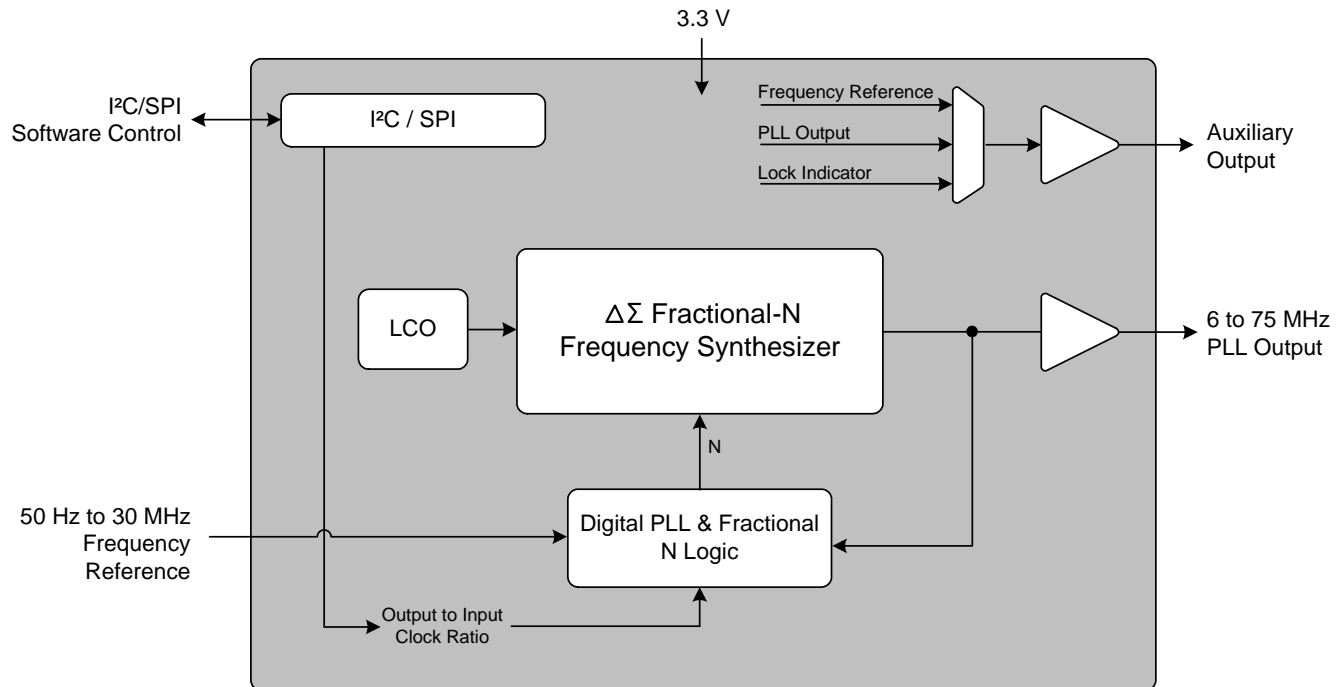 3.3 V
I²C/SPI
Software Control
I²C / SPI
Frequency Reference
PLL Output
Lock Indicator
Auxiliary
Output
LCO
ΔΣ Fractional-N
Frequency Synthesizer
6 to 75 MHz
PLL Output
N
50 Hz to 30 MHz
Frequency
Reference
Digital PLL & Fractional
N Logic
Output to Input
Clock Ratio